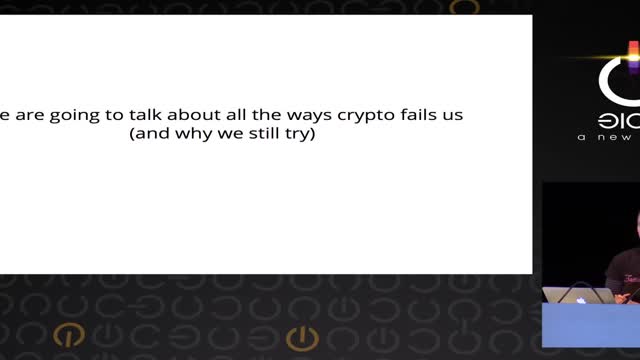 e are going to talk about all the ways crypto fails us
(and why we still try)
a new